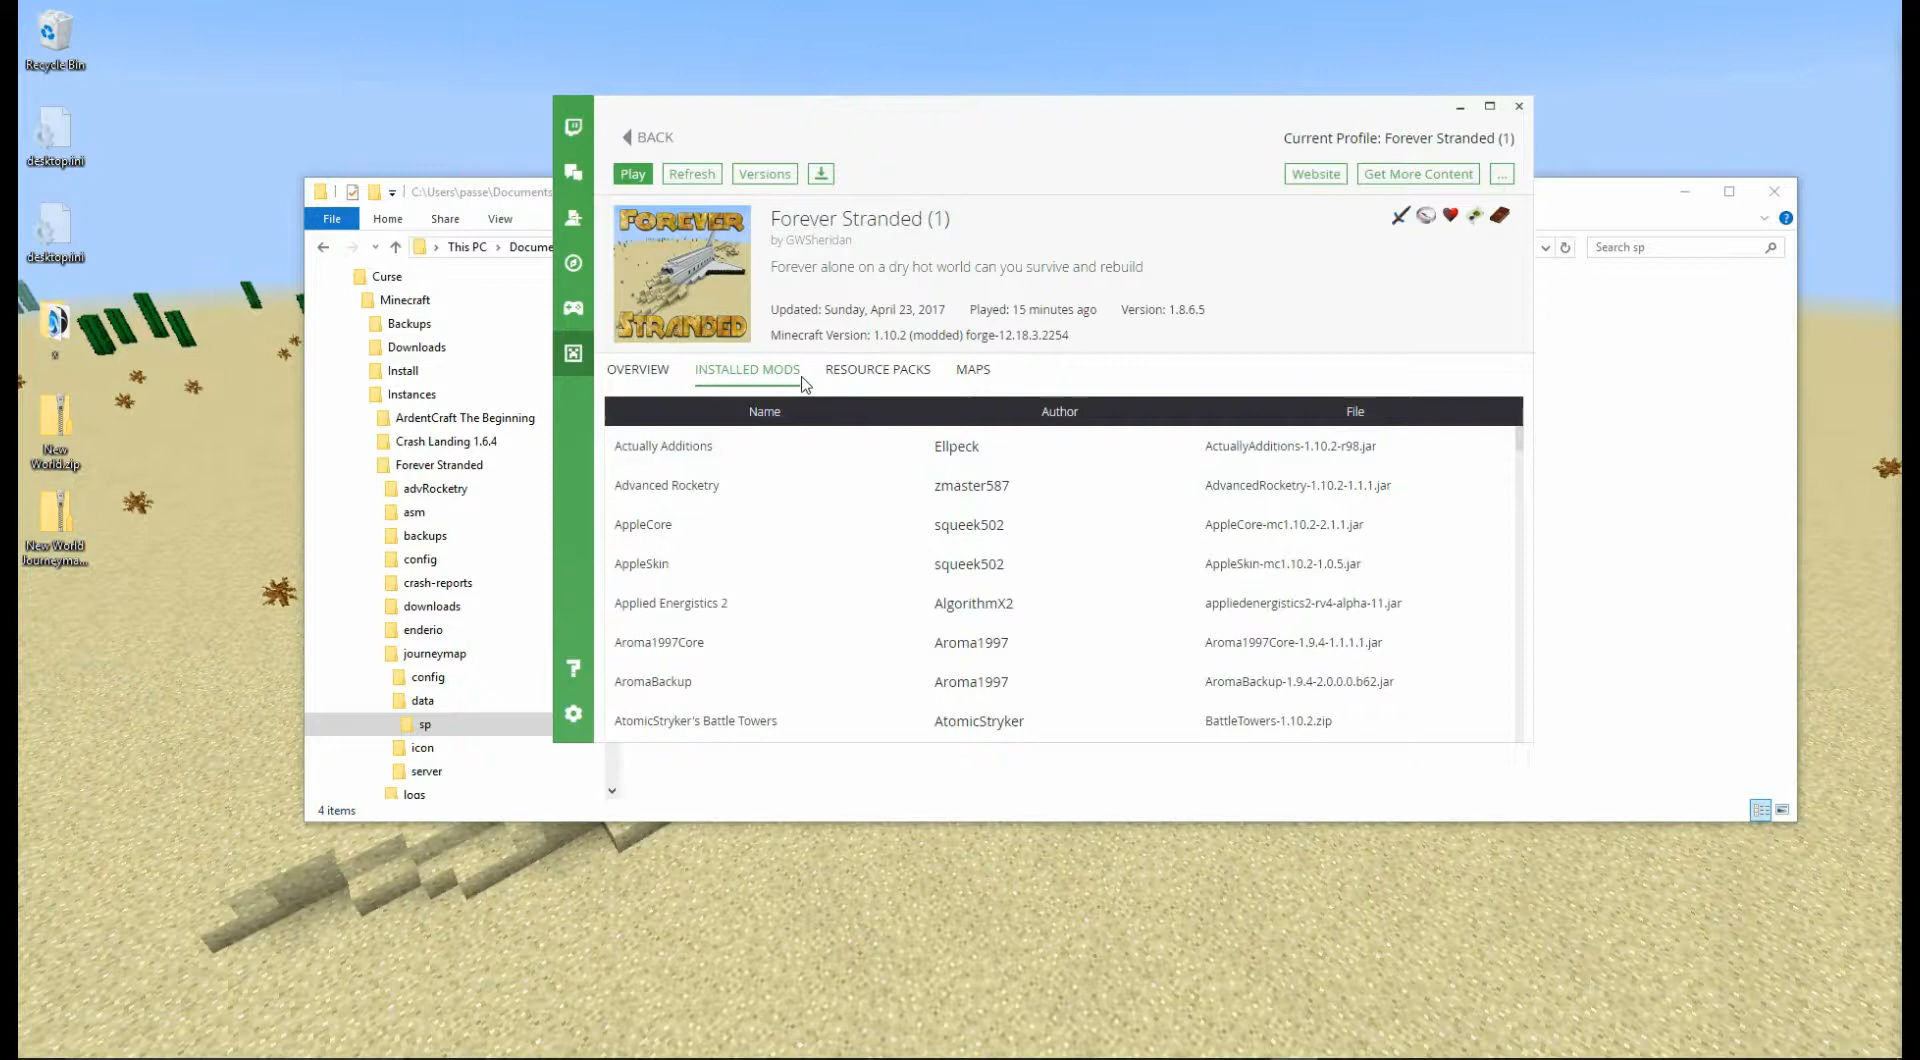 Recycle Bin
desktop.ini
desktop.ini
x
New
World.zip
New World
Journeyma...
C:\Users\passe\Documents
File Home Share View
This PC Docume
Curse
Minecraft
Backups
Downloads
Install
Instances
ArdentCraft The Beginning
Crash Landing 1.6.4
Forever Stranded
advRocketry
asm
backups
config
crash-reports
downloads
enderio
journeymap
config
data
sp
icon
server
logs
4 items
BACK
Current Profile: Forever Stranded (1)
Play Refresh Versions
Website Get More Content ...
FOREVER
STRANDED
Forever Stranded (1)
by GWSheridan
Forever alone on a dry hot world can you survive and rebuild
Updated: Sunday, April 23, 2017 Played: 15 minutes ago Version: 1.8.6.5
Minecraft Version: 1.10.2 (modded) forge-12.18.3.2254
OVERVIEW INSTALLED MODS RESOURCE PACKS MAPS
Name Author File
Actually Additions Ellpeck ActuallyAdditions-1.10.2-r98.jar
Advanced Rocketry zmaster587 AdvancedRocketry-1.10.2-1.1.1.jar
AppleCore squeek502 AppleCore-mc1.10.2-2.1.1.jar
AppleSkin squeek502 AppleSkin-mc1.10.2-1.0.5.jar
Applied Energistics 2 AlgorithmX2 appliedenergistics2-rv4-alpha-11.jar
Aroma1997Core Aroma1997 Aroma1997Core-1.9.4-1.1.1.1.jar
AromaBackup Aroma1997 AromaBackup-1.9.4-2.0.0.0.b62.jar
AtomicStryker's Battle Towers AtomicStryker BattleTowers-1.10.2.zip
Search sp